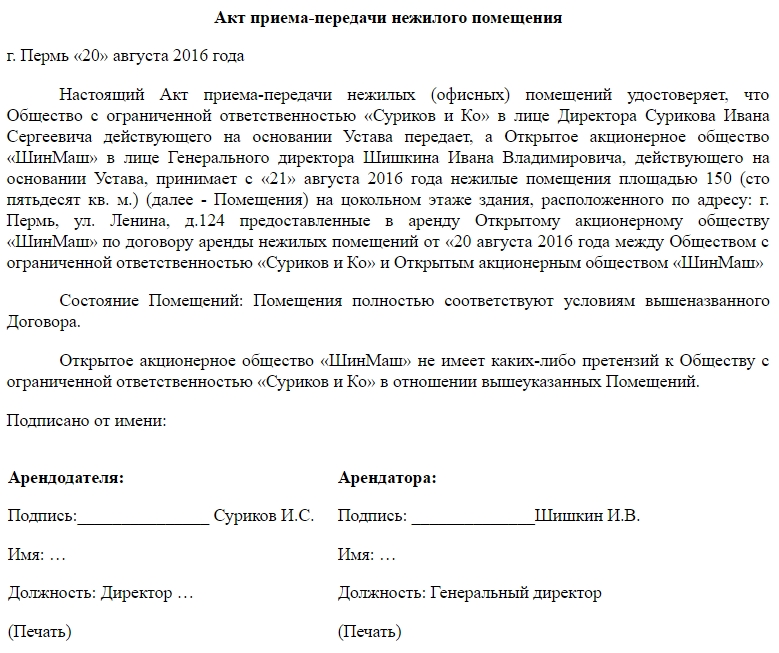 Акт приема-передачи нежилого помещения
г. Пермь «20» августа 2016 года
Настоящий Акт приема-передачи нежилых (офисных) помещений удостоверяет, что
Общество с ограниченной ответственностью «Суриков и Ко» в лице Директора Сурикова Ивана
Сергеевича действующего на основании Устава передает, а Открытое акционерное общество
«ШинМаш» в лице Генерального директора Шишкина Ивана Владимировича, действующего на
основании Устава, принимает с «21» августа 2016 года нежилые помещения площадью 150 (сто
пятьдесят кв. м.) (далее - Помещения) на цокольном этаже здания, расположенного по адресу: г.
Пермь, ул. Ленина, д.124 предоставленные в аренду Открытому акционерному обществу
«ШинМаш» по договору аренды нежилых помещений от «20 августа 2016 года между Обществом с
ограниченной ответственностью «Суриков и Ко» и Открытым акционерным обществом «ШинМаш»
Состояние Помещений: Помещения полностью соответствуют условиям вышеназванного
Договора.
Открытое акционерное общество «ШинМаш» не имеет каких-либо претензий к Обществу с
ограниченной ответственностью «Суриков и Ко» в отношении вышеуказанных Помещений.
Подписано от имени:
Арендодателя: Арендатора:
Подпись:_______________ Суриков И.С. Подпись: ______________Шишкин И.В.
Имя: … Имя: …
Должность: Директор … Должность: Генеральный директор
(Печать) (Печать)